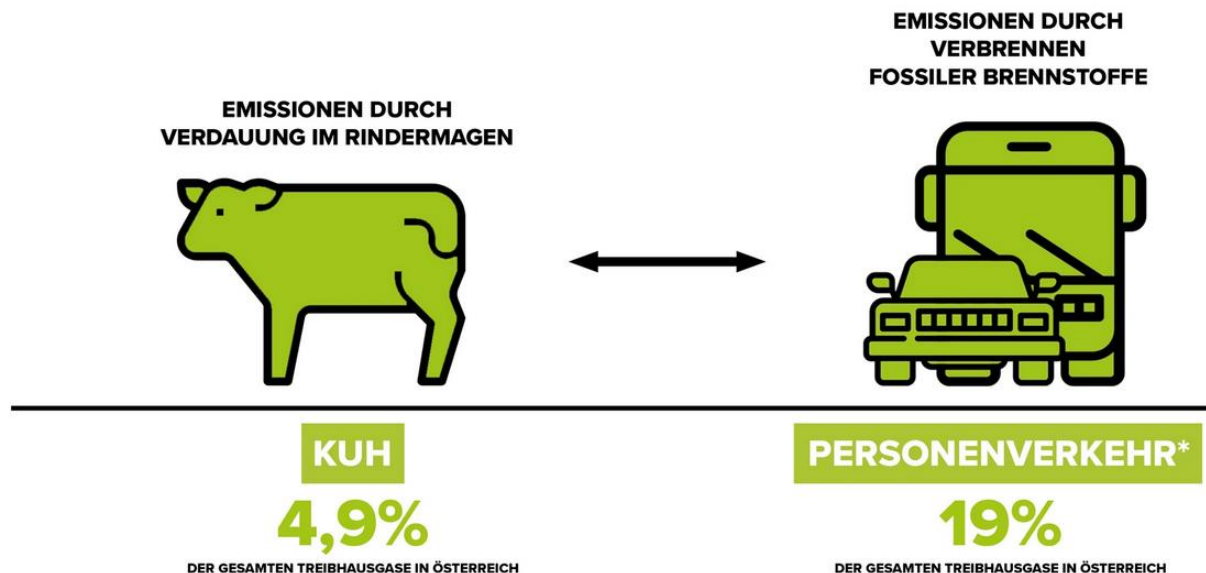 EMISSIONEN DURCH
VERDAUUNG IM RINDERMAGEN
EMISSIONEN DURCH
VERBRENNEN
FOSSILER BRENNSTOFFE
KUH
4,9%
DER GESAMTEN TREIBHAUSGASE IN ÖSTERREICH
PERSONENVERKEHR*
19%
DER GESAMTEN TREIBHAUSGASE IN ÖSTERREICH